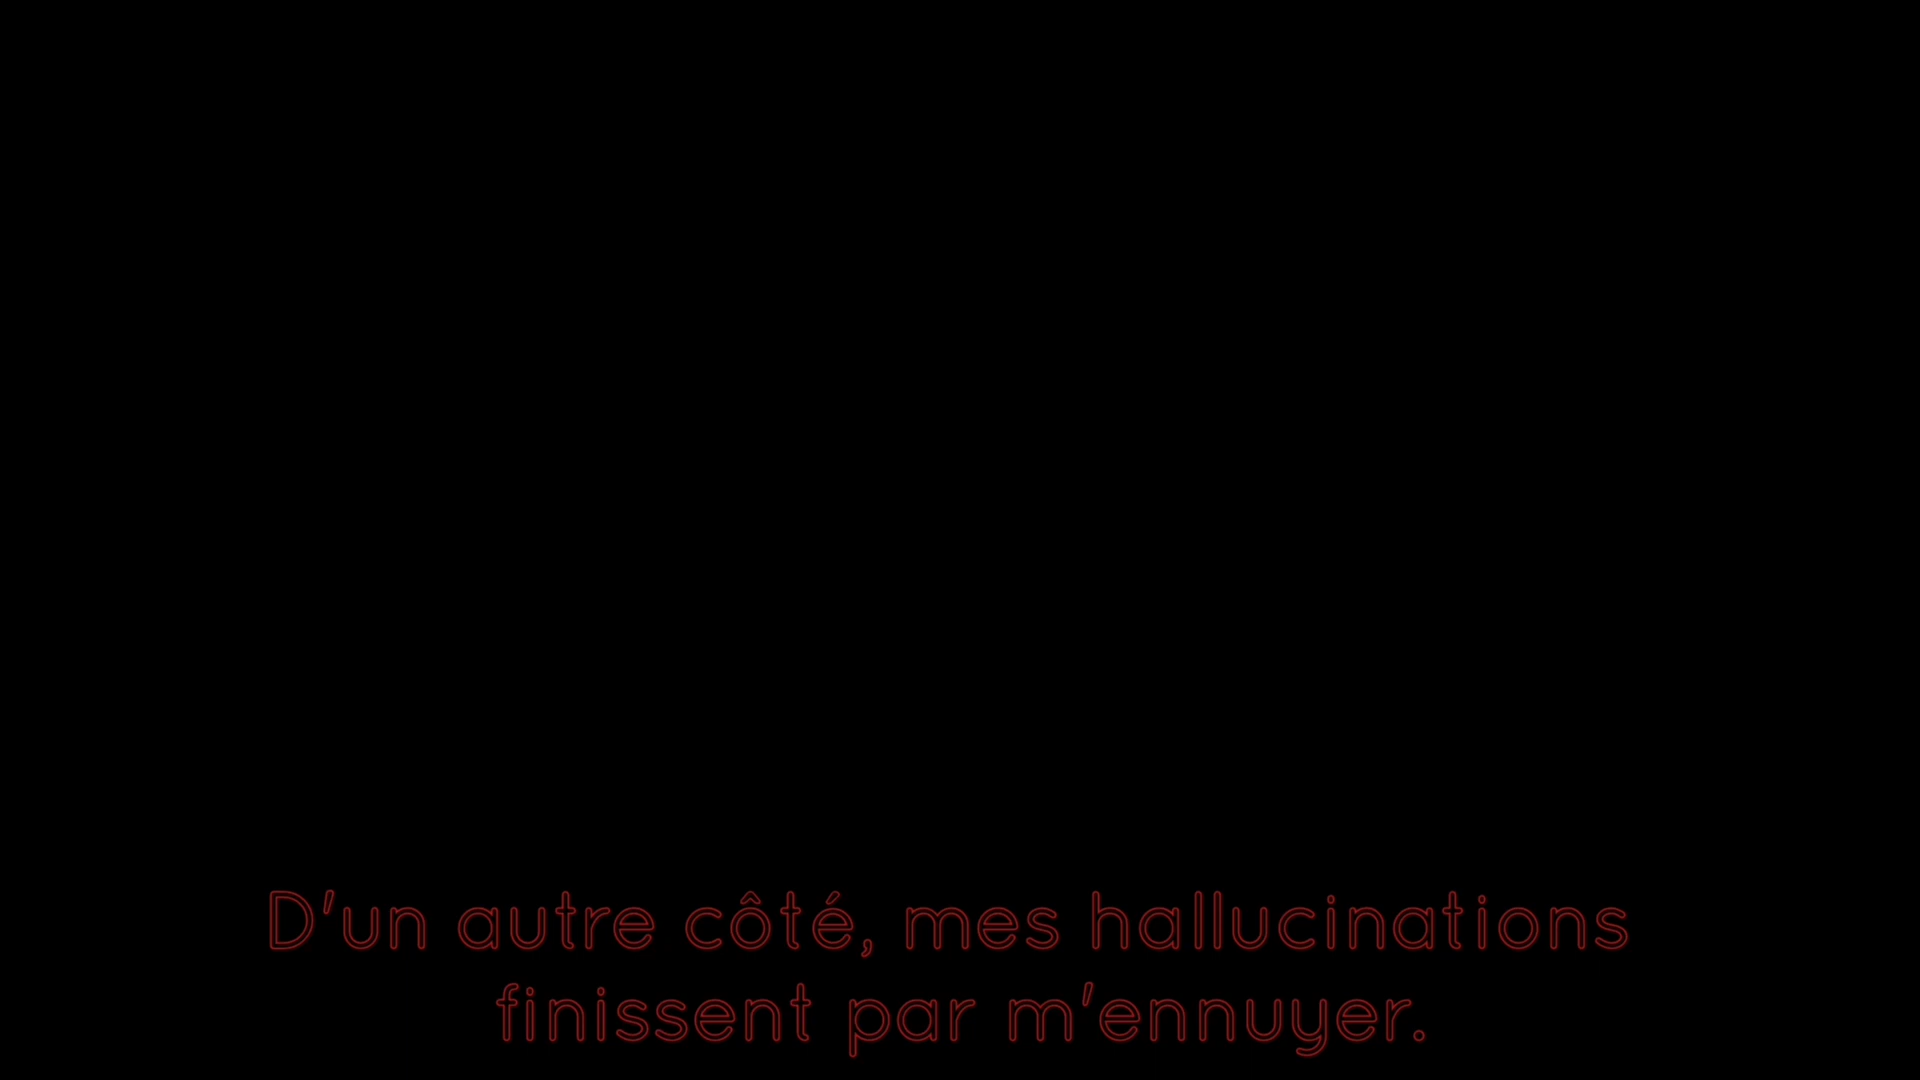 D'un autre côté, mes hallucinations
finissent par m'ennuyer.